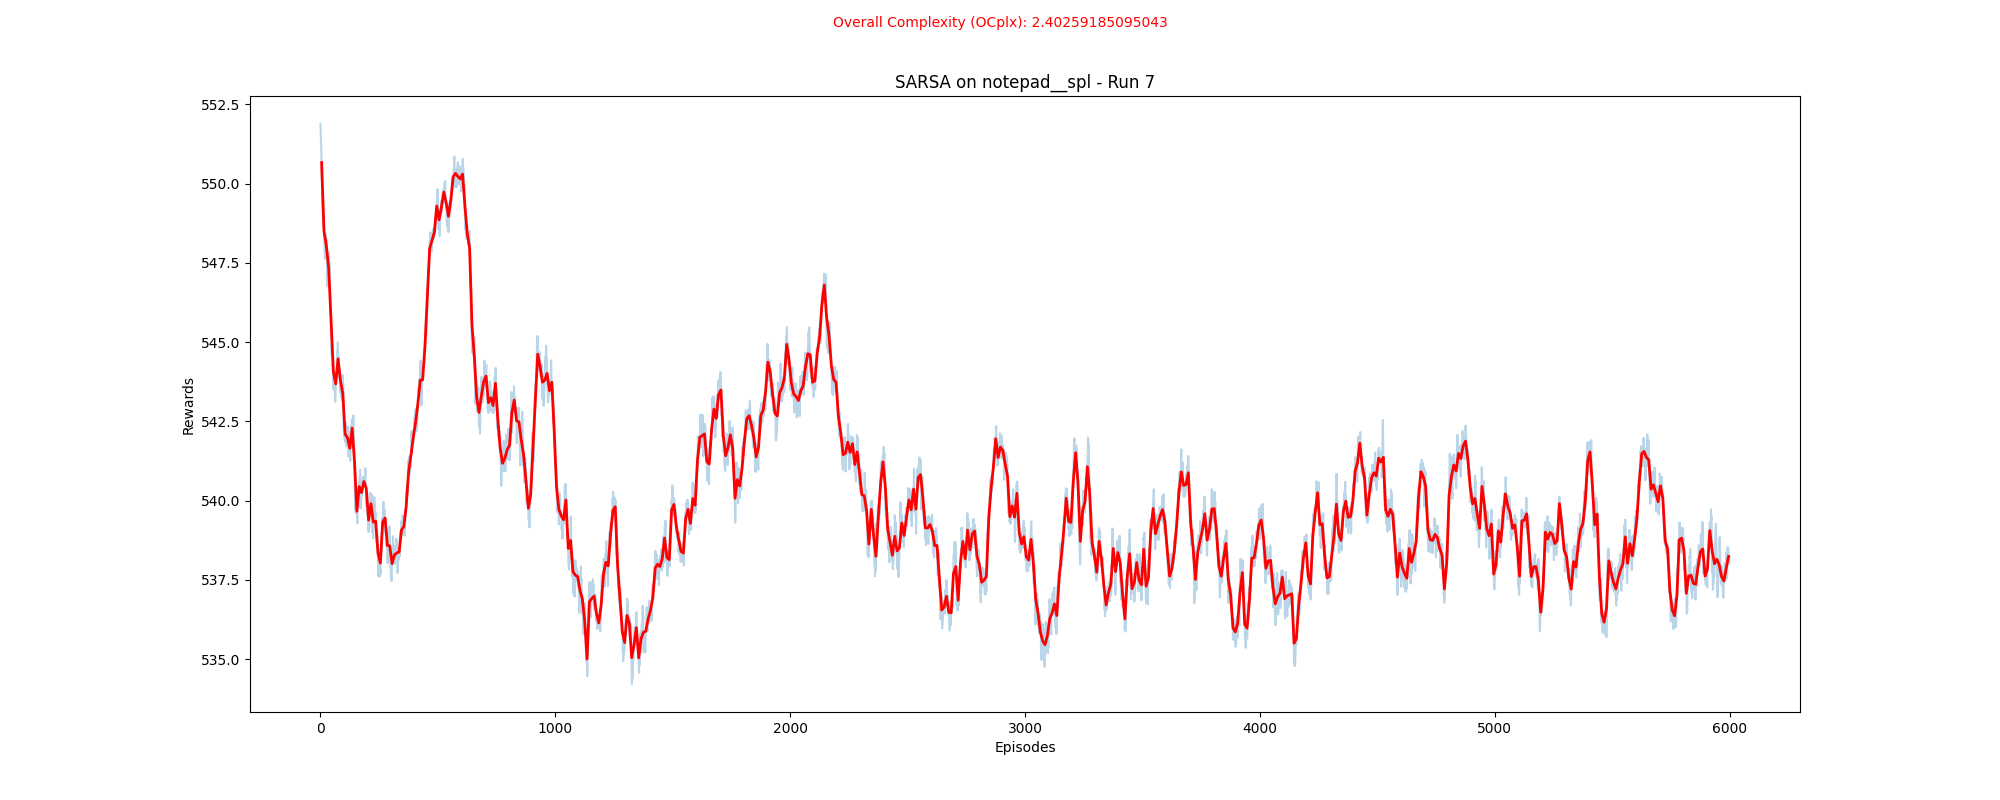 Overall Complexity (OCplx): 2.40259185095043
SARSA on notepad__spl - Run 7
552.5
550.0
547.5
545.0
542.5
540.0
537.5
535.0
Rewards
0 1000 2000 3000 4000 5000 6000
Episodes